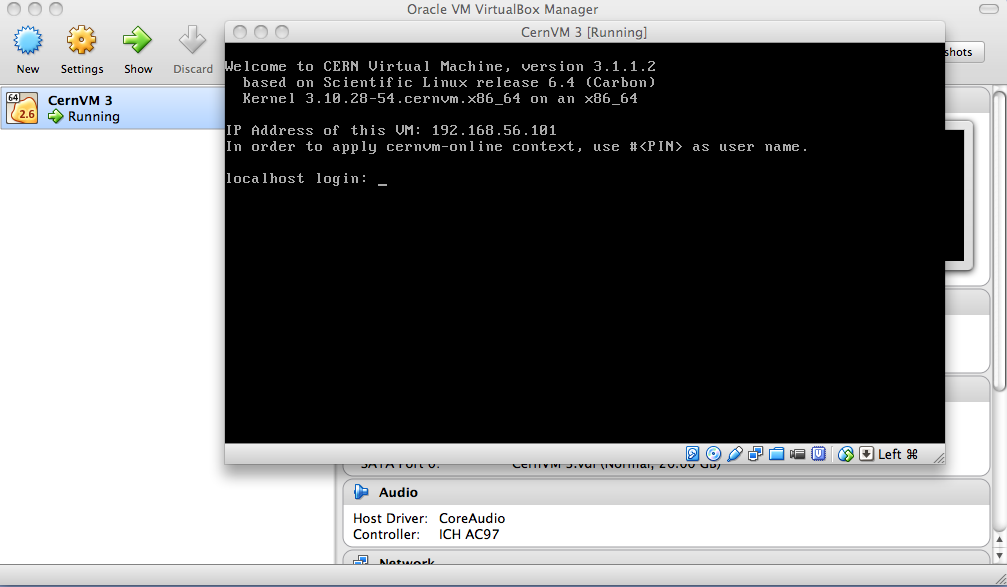 Oracle VM VirtualBox Manager
New
Settings
Show
Discard
shots
64
2.6
CernVM 3
Running
CernVM 3 [Running]
Welcome to CERN Virtual Machine, version 3.1.1.2
based on Scientific Linux release 6.4 (Carbon)
Kernel 3.10.28-54.cernvm.x86_64 on an x86_64
IP Address of this VM: 192.168.56.101
In order to apply cernvm-online context, use #<PIN> as user name.
localhost login: _
Left ⌘
SATA Port 0: CernVM 3.vdi (Normal, 20.00 GB)
Audio
Host Driver: CoreAudio
Controller: ICH AC97
Network